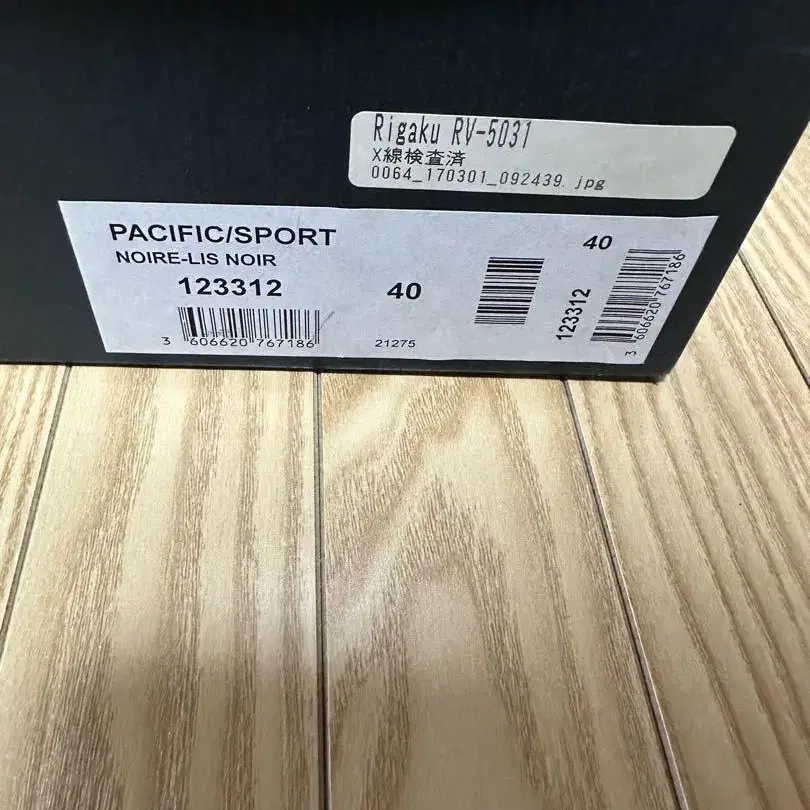 Rigaku RV-5031
X線検査済
0064_170301_092439.jpg
PACIFIC/SPORT
NOIRE-LIS NOIR
123312
40
3 606620 767186
21275
40
123312
3 606620 767186